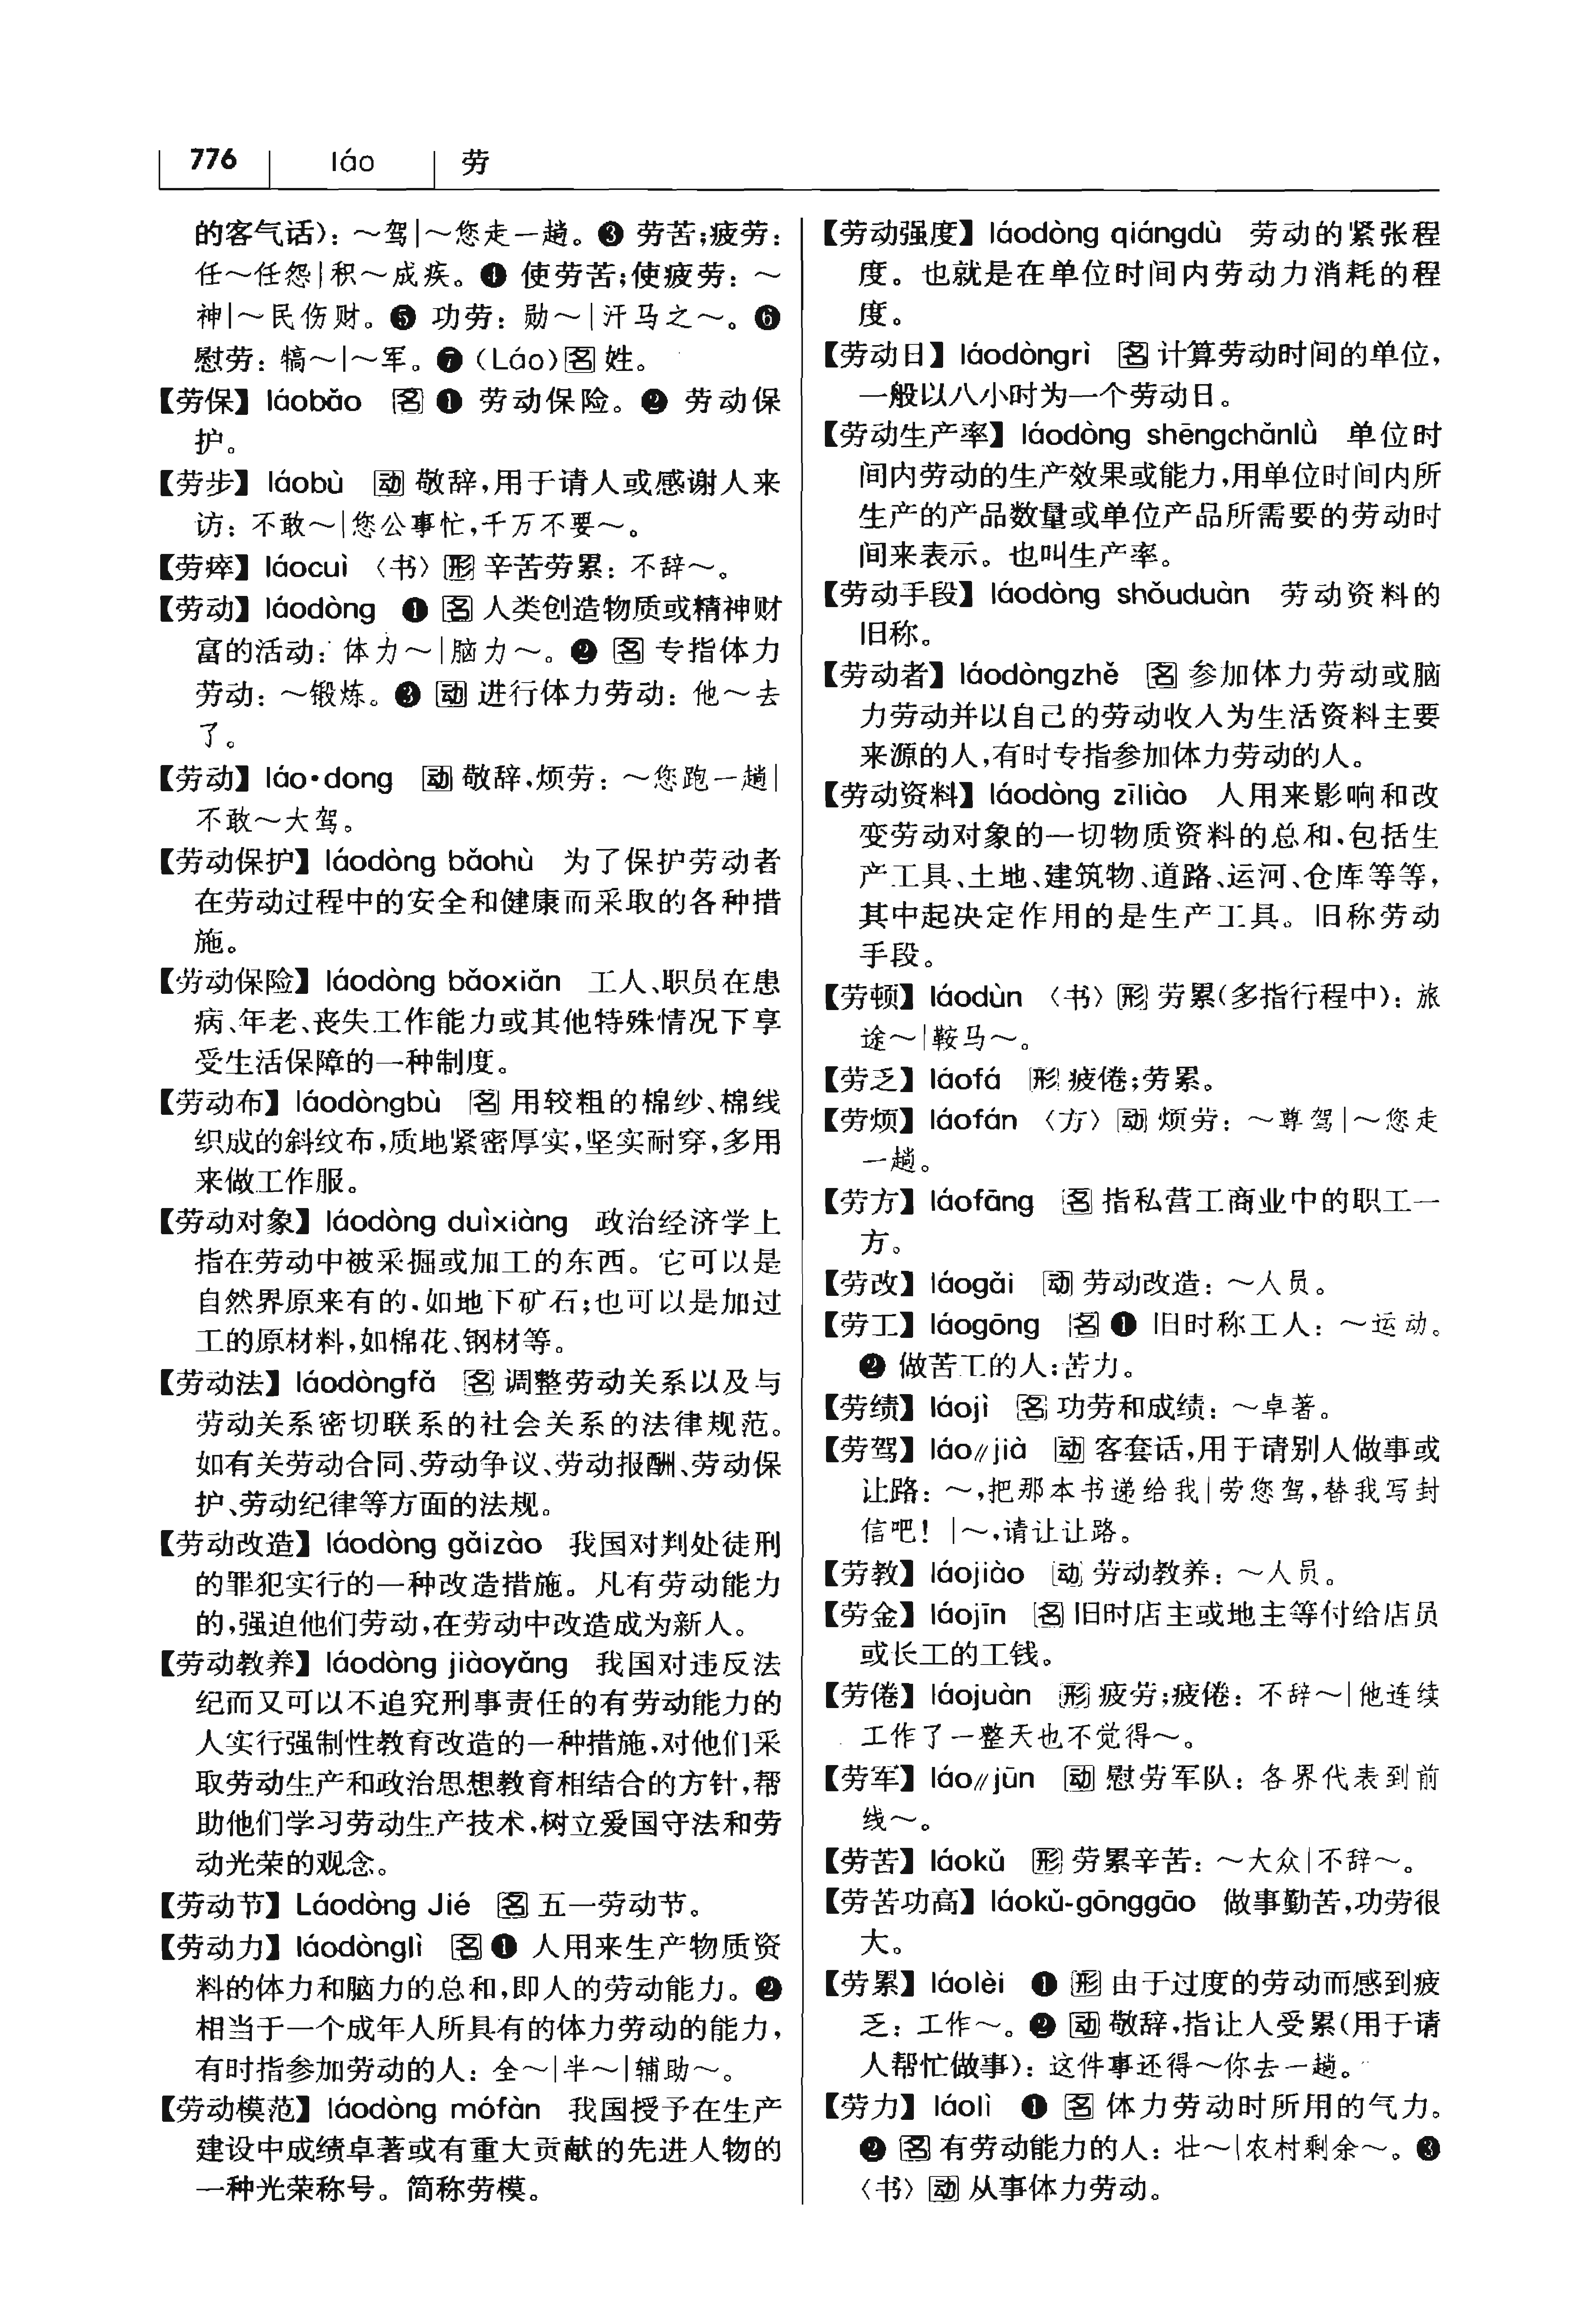 776 láo 劳
的客气话）：～驾|～您走一趟。❸ 劳苦；疲劳：
任～任怨|积～成疾。❹ 使劳苦；使疲劳：～
神|～民伤财。❺ 功劳：勋～|汗马之～。❻
慰劳：犒～|～军。❼（Láo）名 姓。
【劳保】láobǎo 名 ❶ 劳动保险。❷ 劳动保
护。
【劳步】láobù 动 敬辞，用于请人或感谢人来
访：不敢～|您公事忙，千万不要～。
【劳瘁】láocuì 〈书〉形 辛苦劳累：不辞～。
【劳动】láodòng ❶ 名 人类创造物质或精神财
富的活动：体力～|脑力～。❷ 名 专指体力
劳动：～锻炼。❸ 动 进行体力劳动：他～去
了。
【劳动】láo·dong 动 敬辞，烦劳：～您跑一趟|
不敢～大驾。
【劳动保护】láodòng bǎohù 为了保护劳动者
在劳动过程中的安全和健康而采取的各种措
施。
【劳动保险】láodòng bǎoxiǎn 工人、职员在患
病、年老、丧失工作能力或其他特殊情况下享
受生活保障的一种制度。
【劳动布】láodòngbù 名 用较粗的棉纱、棉线
织成的斜纹布，质地紧密厚实，坚实耐穿，多用
来做工作服。
【劳动对象】láodòng duìxiàng 政治经济学上
指在劳动中被采掘或加工的东西。它可以是
自然界原来有的，如地下矿石；也可以是加过
工的原材料，如棉花、钢材等。
【劳动法】láodòngfǎ 名 调整劳动关系以及与
劳动关系密切联系的社会关系的法律规范。
如有关劳动合同、劳动争议、劳动报酬、劳动保
护、劳动纪律等方面的法规。
【劳动改造】láodòng gǎizào 我国对判处徒刑
的罪犯实行的一种改造措施。凡有劳动能力
的，强迫他们劳动，在劳动中改造成为新人。
【劳动教养】láodòng jiàoyǎng 我国对违反法
纪而又可以不追究刑事责任的有劳动能力的
人实行强制性教育改造的一种措施，对他们采
取劳动生产和政治思想教育相结合的方针，帮
助他们学习劳动生产技术，树立爱国守法和劳
动光荣的观念。
【劳动节】Láodòng Jié 名 五一劳动节。
【劳动力】láodònglì 名 ❶ 人用来生产物质资
料的体力和脑力的总和，即人的劳动能力。❷
相当于一个成年人所具有的体力劳动的能力，
有时指参加劳动的人：全～|半～|辅助～。
【劳动模范】láodòng mófàn 我国授予在生产
建设中成绩卓著或有重大贡献的先进人物的
一种光荣称号。简称劳模。
【劳动强度】láodòng qiángdù 劳动的紧张程
度。也就是在单位时间内劳动力消耗的程
度。
【劳动日】láodòngrì 名 计算劳动时间的单位，
一般以八小时为一个劳动日。
【劳动生产率】láodòng shēngchǎnlǜ 单位时
间内劳动的生产效果或能力，用单位时间内所
生产的产品数量或单位产品所需要的劳动时
间来表示。也叫生产率。
【劳动手段】láodòng shǒuduàn 劳动资料的
旧称。
【劳动者】láodòngzhě 名 参加体力劳动或脑
力劳动并以自己的劳动收入为生活资料主要
来源的人，有时专指参加体力劳动的人。
【劳动资料】láodòng zīliào 人用来影响和改
变劳动对象的一切物质资料的总和，包括生
产工具、土地、建筑物、道路、运河、仓库等等，
其中起决定作用的是生产工具。旧称劳动
手段。
【劳顿】láodùn 〈书〉形 劳累（多指行程中）：旅
途～|鞍马～。
【劳乏】láofá 形 疲倦；劳累。
【劳烦】láofán 〈方〉动 烦劳：～尊驾|～您走
一趟。
【劳方】láofāng 名 指私营工商业中的职工一
方。
【劳改】láogǎi 动 劳动改造：～人员。
【劳工】láogōng 名 ❶ 旧时称工人：～运动。
❷ 做苦工的人；苦力。
【劳绩】láojì 名 功劳和成绩：～卓著。
【劳驾】láo∥jià 动 客套话，用于请别人做事或
让路：～，把那本书递给我|劳您驾，替我写封
信吧！|～，请让让路。
【劳教】láojiào 动 劳动教养：～人员。
【劳金】láojīn 名 旧时店主或地主等付给店员
或长工的工钱。
【劳倦】láojuàn 形 疲劳；疲倦：不辞～|他连续
工作了一整天也不觉得～。
【劳军】láo∥jūn 动 慰劳军队：各界代表到前
线～。
【劳苦】láokǔ 形 劳累辛苦：～大众|不辞～。
【劳苦功高】láokǔ-gōnggāo 做事勤苦，功劳很
大。
【劳累】láolèi ❶ 形 由于过度的劳动而感到疲
乏：工作～。❷ 动 敬辞，指让人受累（用于请
人帮忙做事）：这件事还得～你去一趟。
【劳力】láolì ❶ 名 体力劳动时所用的气力。
❷ 名 有劳动能力的人：壮～|农村剩余～。❸
〈书〉动 从事体力劳动。